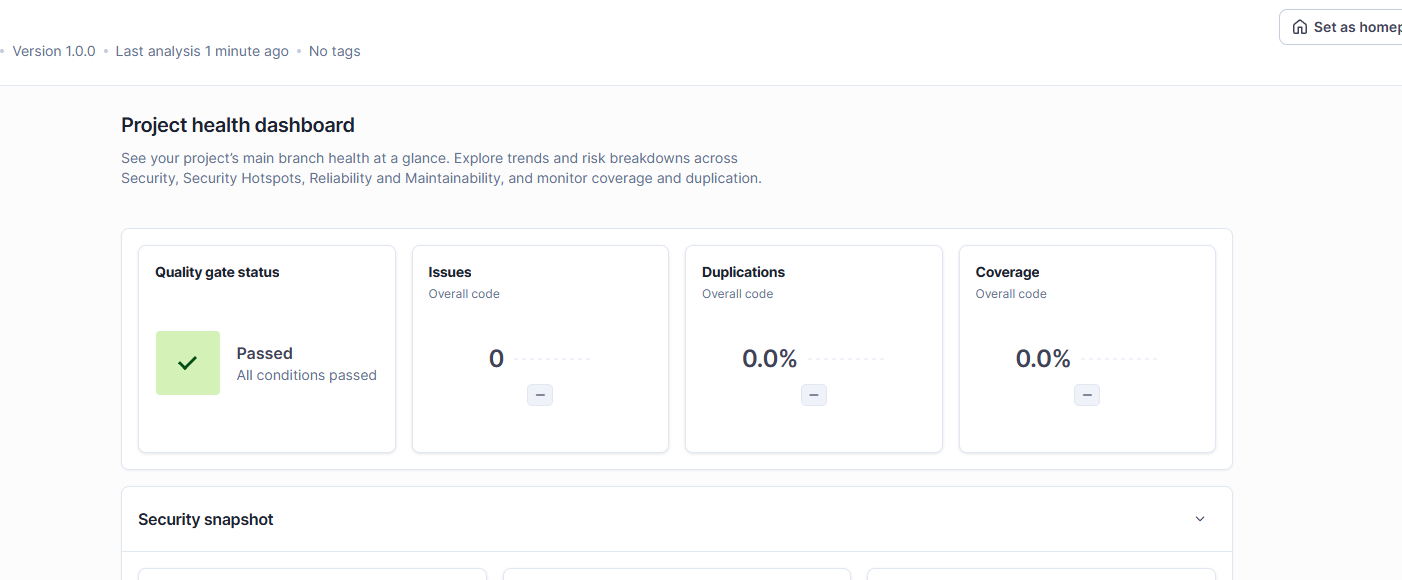 • Version 1.0.0 • Last analysis 1 minute ago • No tags
Set as homep
Project health dashboard
See your project’s main branch health at a glance. Explore trends and risk breakdowns across
Security, Security Hotspots, Reliability and Maintainability, and monitor coverage and duplication.
Quality gate status
Passed
All conditions passed
Issues
Overall code
0
Duplications
Overall code
0.0%
Coverage
Overall code
0.0%
Security snapshot